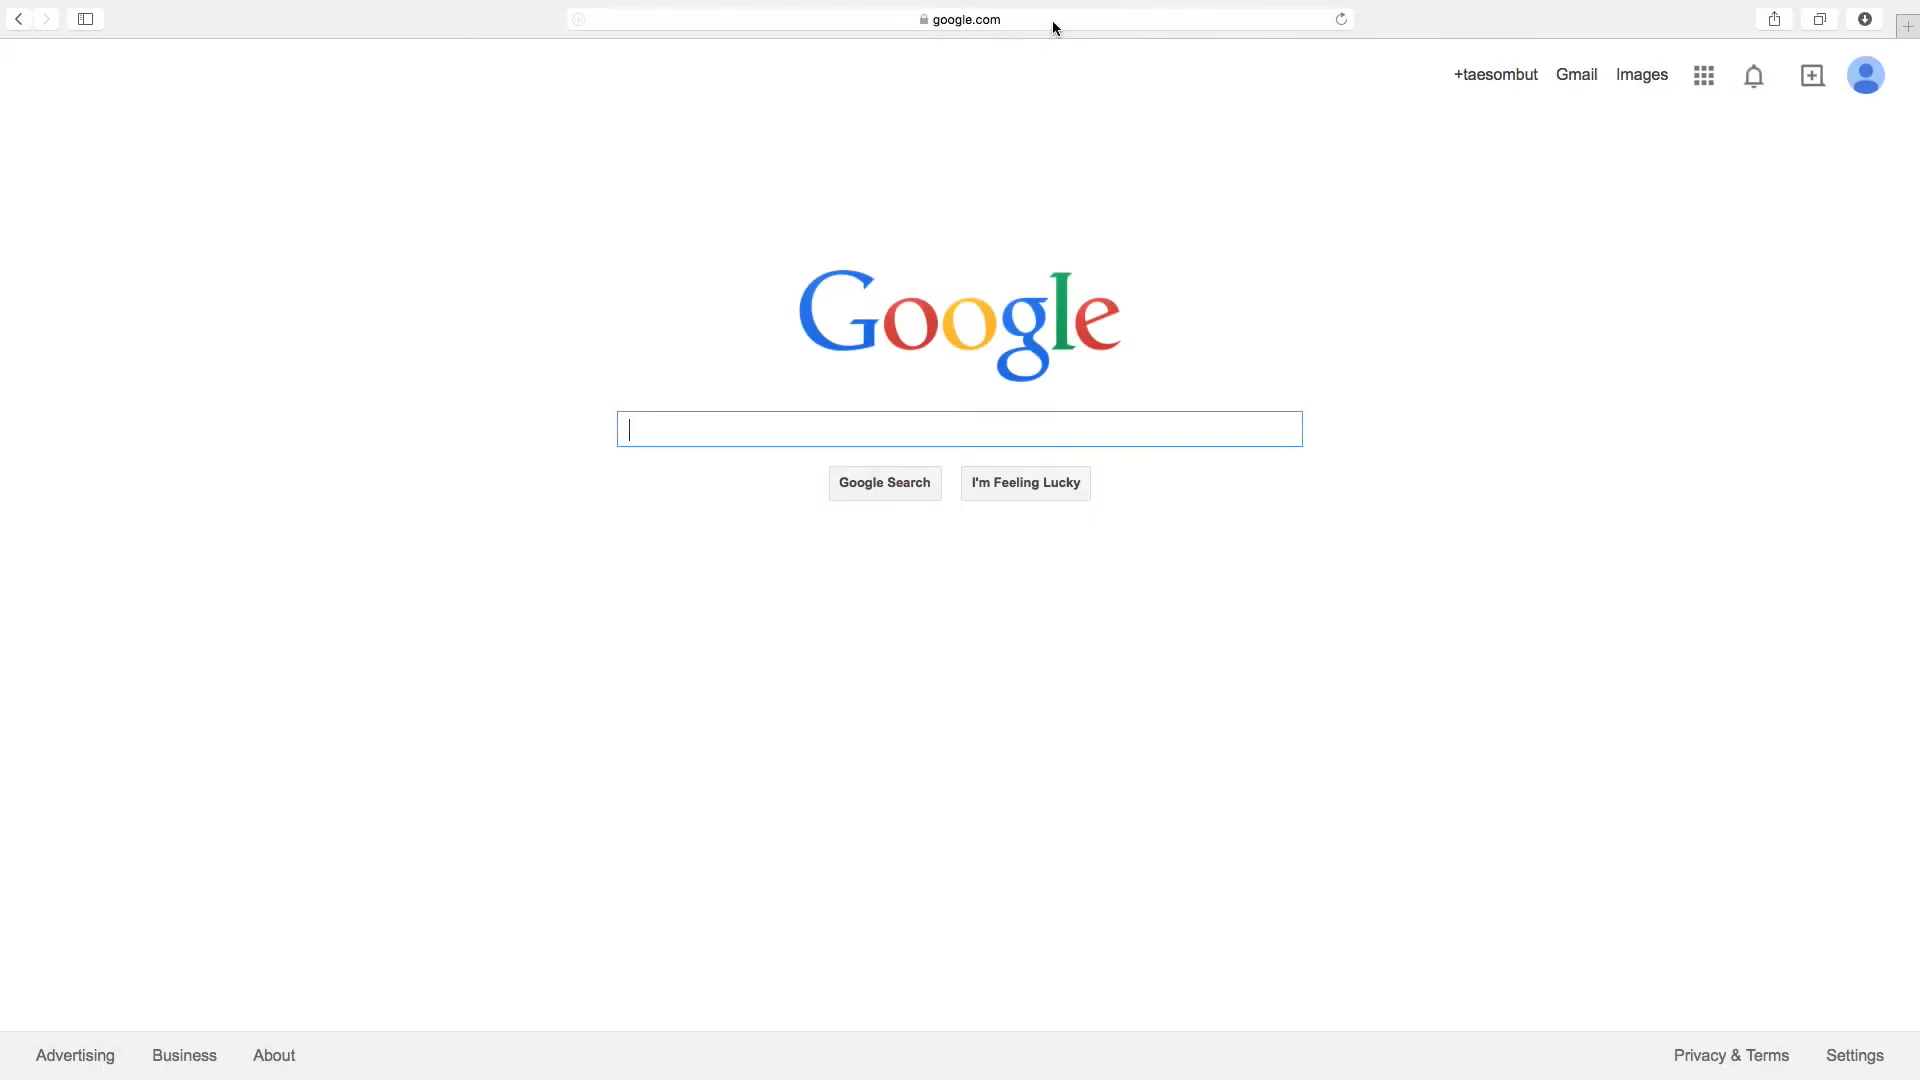 google.com
+taesombut Gmail Images
Google
Google Search I'm Feeling Lucky
Advertising Business About Privacy & Terms Settings